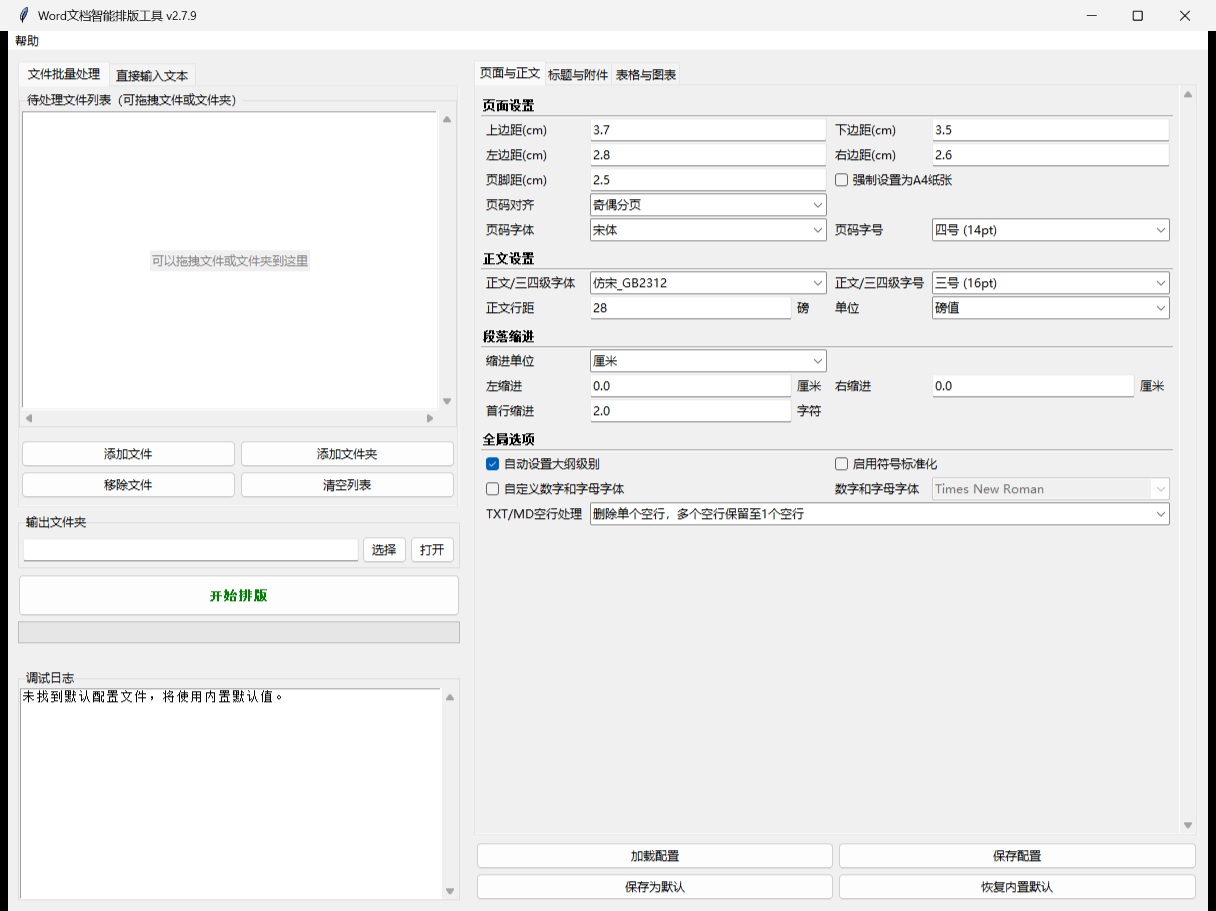 Word文档智能排版工具 v2.7.9
帮助
文件批量处理 直接输入文本
待处理文件列表（可拖拽文件或文件夹）
可以拖拽文件或文件夹到这里
添加文件 添加文件夹
移除文件 清空列表
输出文件夹
选择 打开
开始排版
调试日志
未找到默认配置文件，将使用内置默认值。
页面与正文 标题与附件 表格与图表
页面设置
上边距(cm) 3.7 下边距(cm) 3.5
左边距(cm) 2.8 右边距(cm) 2.6
页脚距(cm) 2.5 强制设置为A4纸张
页码对齐 奇偶分页
页码字体 宋体 页码字号 四号 (14pt)
正文设置
正文/三四级字体 仿宋_GB2312 正文/三四级字号 三号 (16pt)
正文行距 28 磅 单位 磅值
段落缩进
缩进单位 厘米
左缩进 0.0 厘米 右缩进 0.0 厘米
首行缩进 2.0 字符
全局选项
自动设置大纲级别 启用符号标准化
自定义数字和字母字体 数字和字母字体 Times New Roman
TXT/MD空行处理 删除单个空行，多个空行保留至1个空行
加载配置 保存配置
保存为默认 恢复内置默认